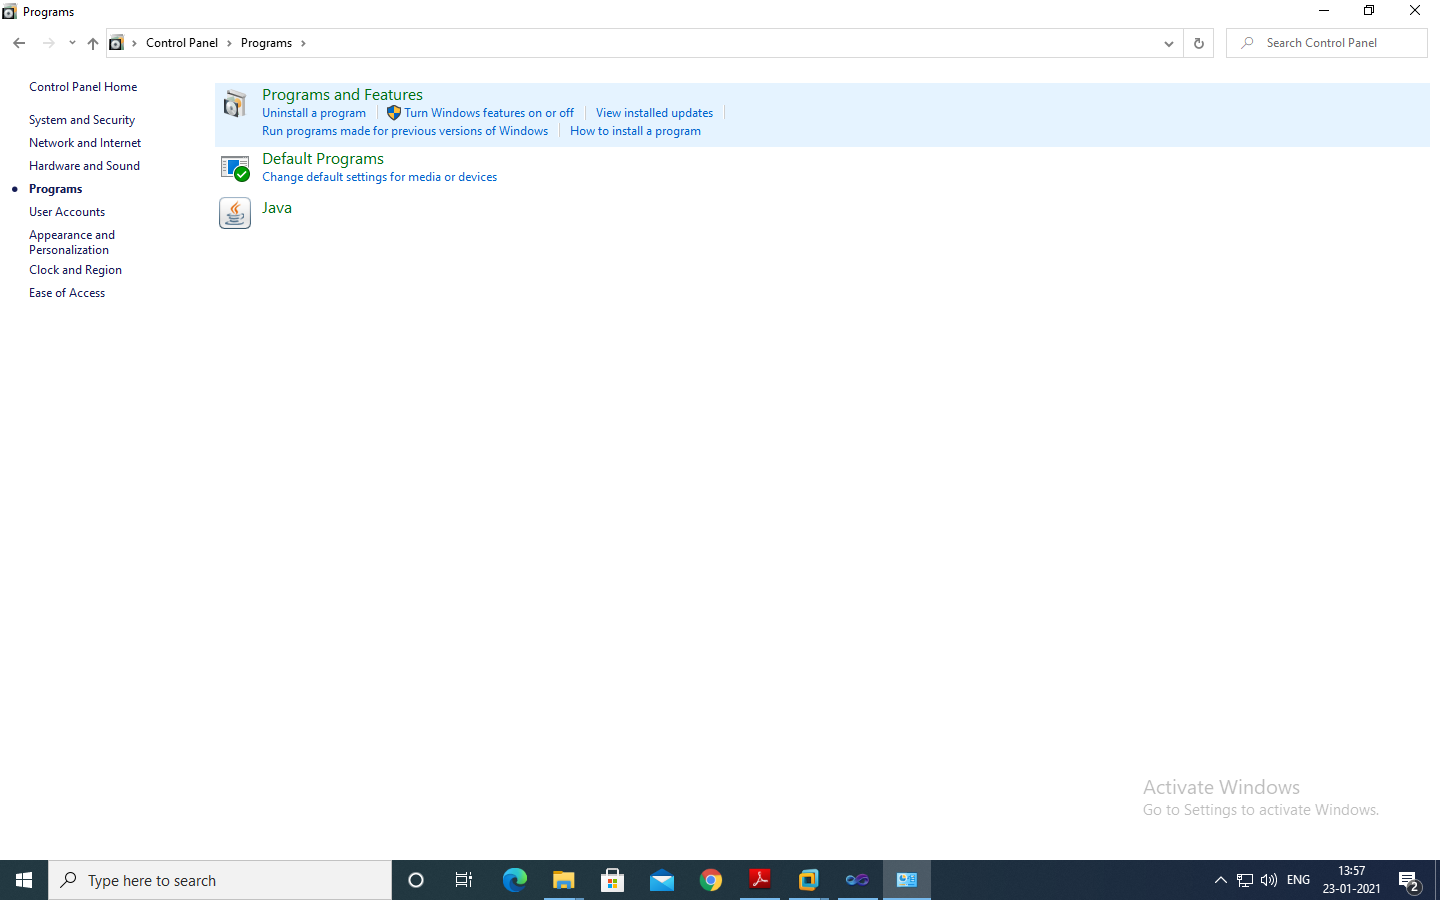 Programs
Control Panel
Programs
Search Control Panel
Control Panel Home
System and Security
Network and Internet
Hardware and Sound
Programs
User Accounts
Appearance and
Personalization
Clock and Region
Ease of Access
Programs and Features
Uninstall a program
Turn Windows features on or off
View installed updates
Run programs made for previous versions of Windows
How to install a program
Default Programs
Change default settings for media or devices
Java
Activate Windows
Go to Settings to activate Windows.
Type here to search
ENG
13:57
23-01-2021
2